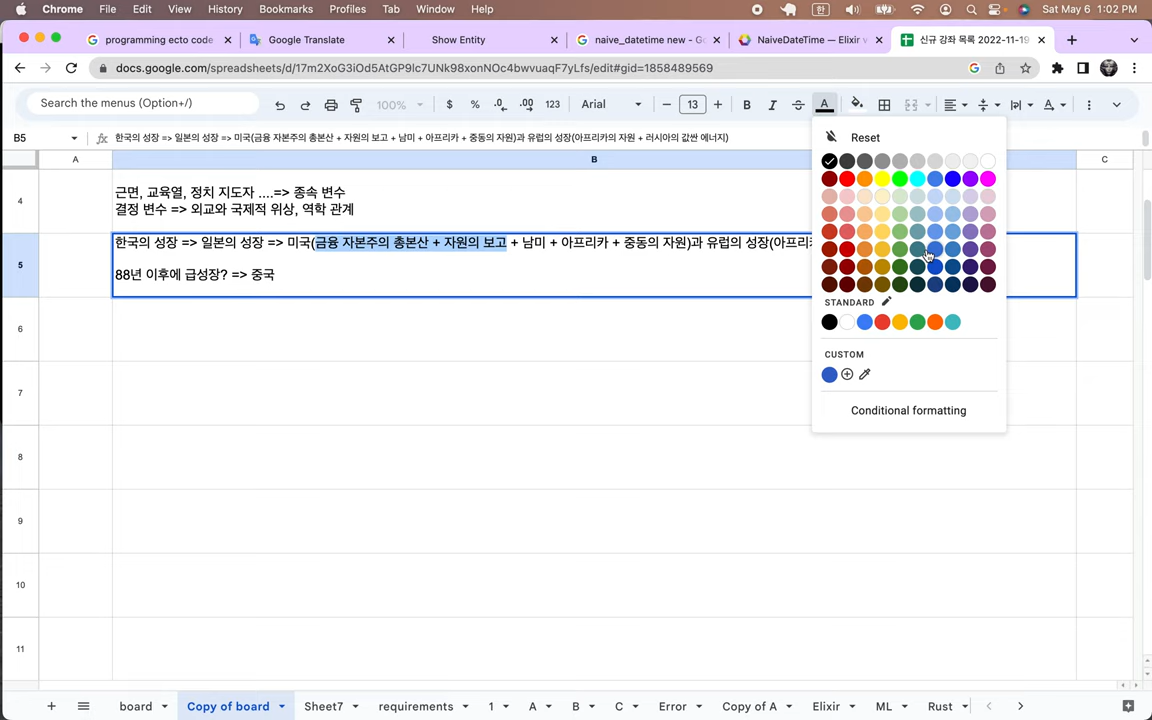 Chrome File Edit View History Bookmarks Profiles Tab Window Help 한 Sat May 6 1:02 PM
programming ecto code Google Translate Show Entity naive_datetime new - G NaiveDateTime — Elixir v 신규 강좌 목록 2022-11-19
docs.google.com/spreadsheets/d/17m2XoG3iOd5AtGP9lc7UNk98xonNOc4bwvuaqF7yLfs/edit#gid=1858489569
Search the menus (Option+/) 100% $ % .0 .00 123 Arial 13 B I S A
B5 fx 한국의 성장 => 일본의 성장 => 미국(금융 자본주의 총본산 + 자원의 보고 + 남미 + 아프리카 + 중동의 자원)과 유럽의 성장(아프리카의 자원 + 러시아의 값싼 에너지)
Reset
A B C
4 근면, 교육열, 정치 지도자 ....=> 종속 변수
결정 변수 => 외교와 국제적 위상, 역학 관계
5 한국의 성장 => 일본의 성장 => 미국(금융 자본주의 총본산 + 자원의 보고 + 남미 + 아프리카 + 중동의 자원)과 유럽의 성장(아프리카
88년 이후에 급성장? => 중국
STANDARD
CUSTOM
Conditional formatting
6
7
8
9
10
11
board Copy of board Sheet7 requirements 1 A B C Error Copy of A Elixir ML Rust